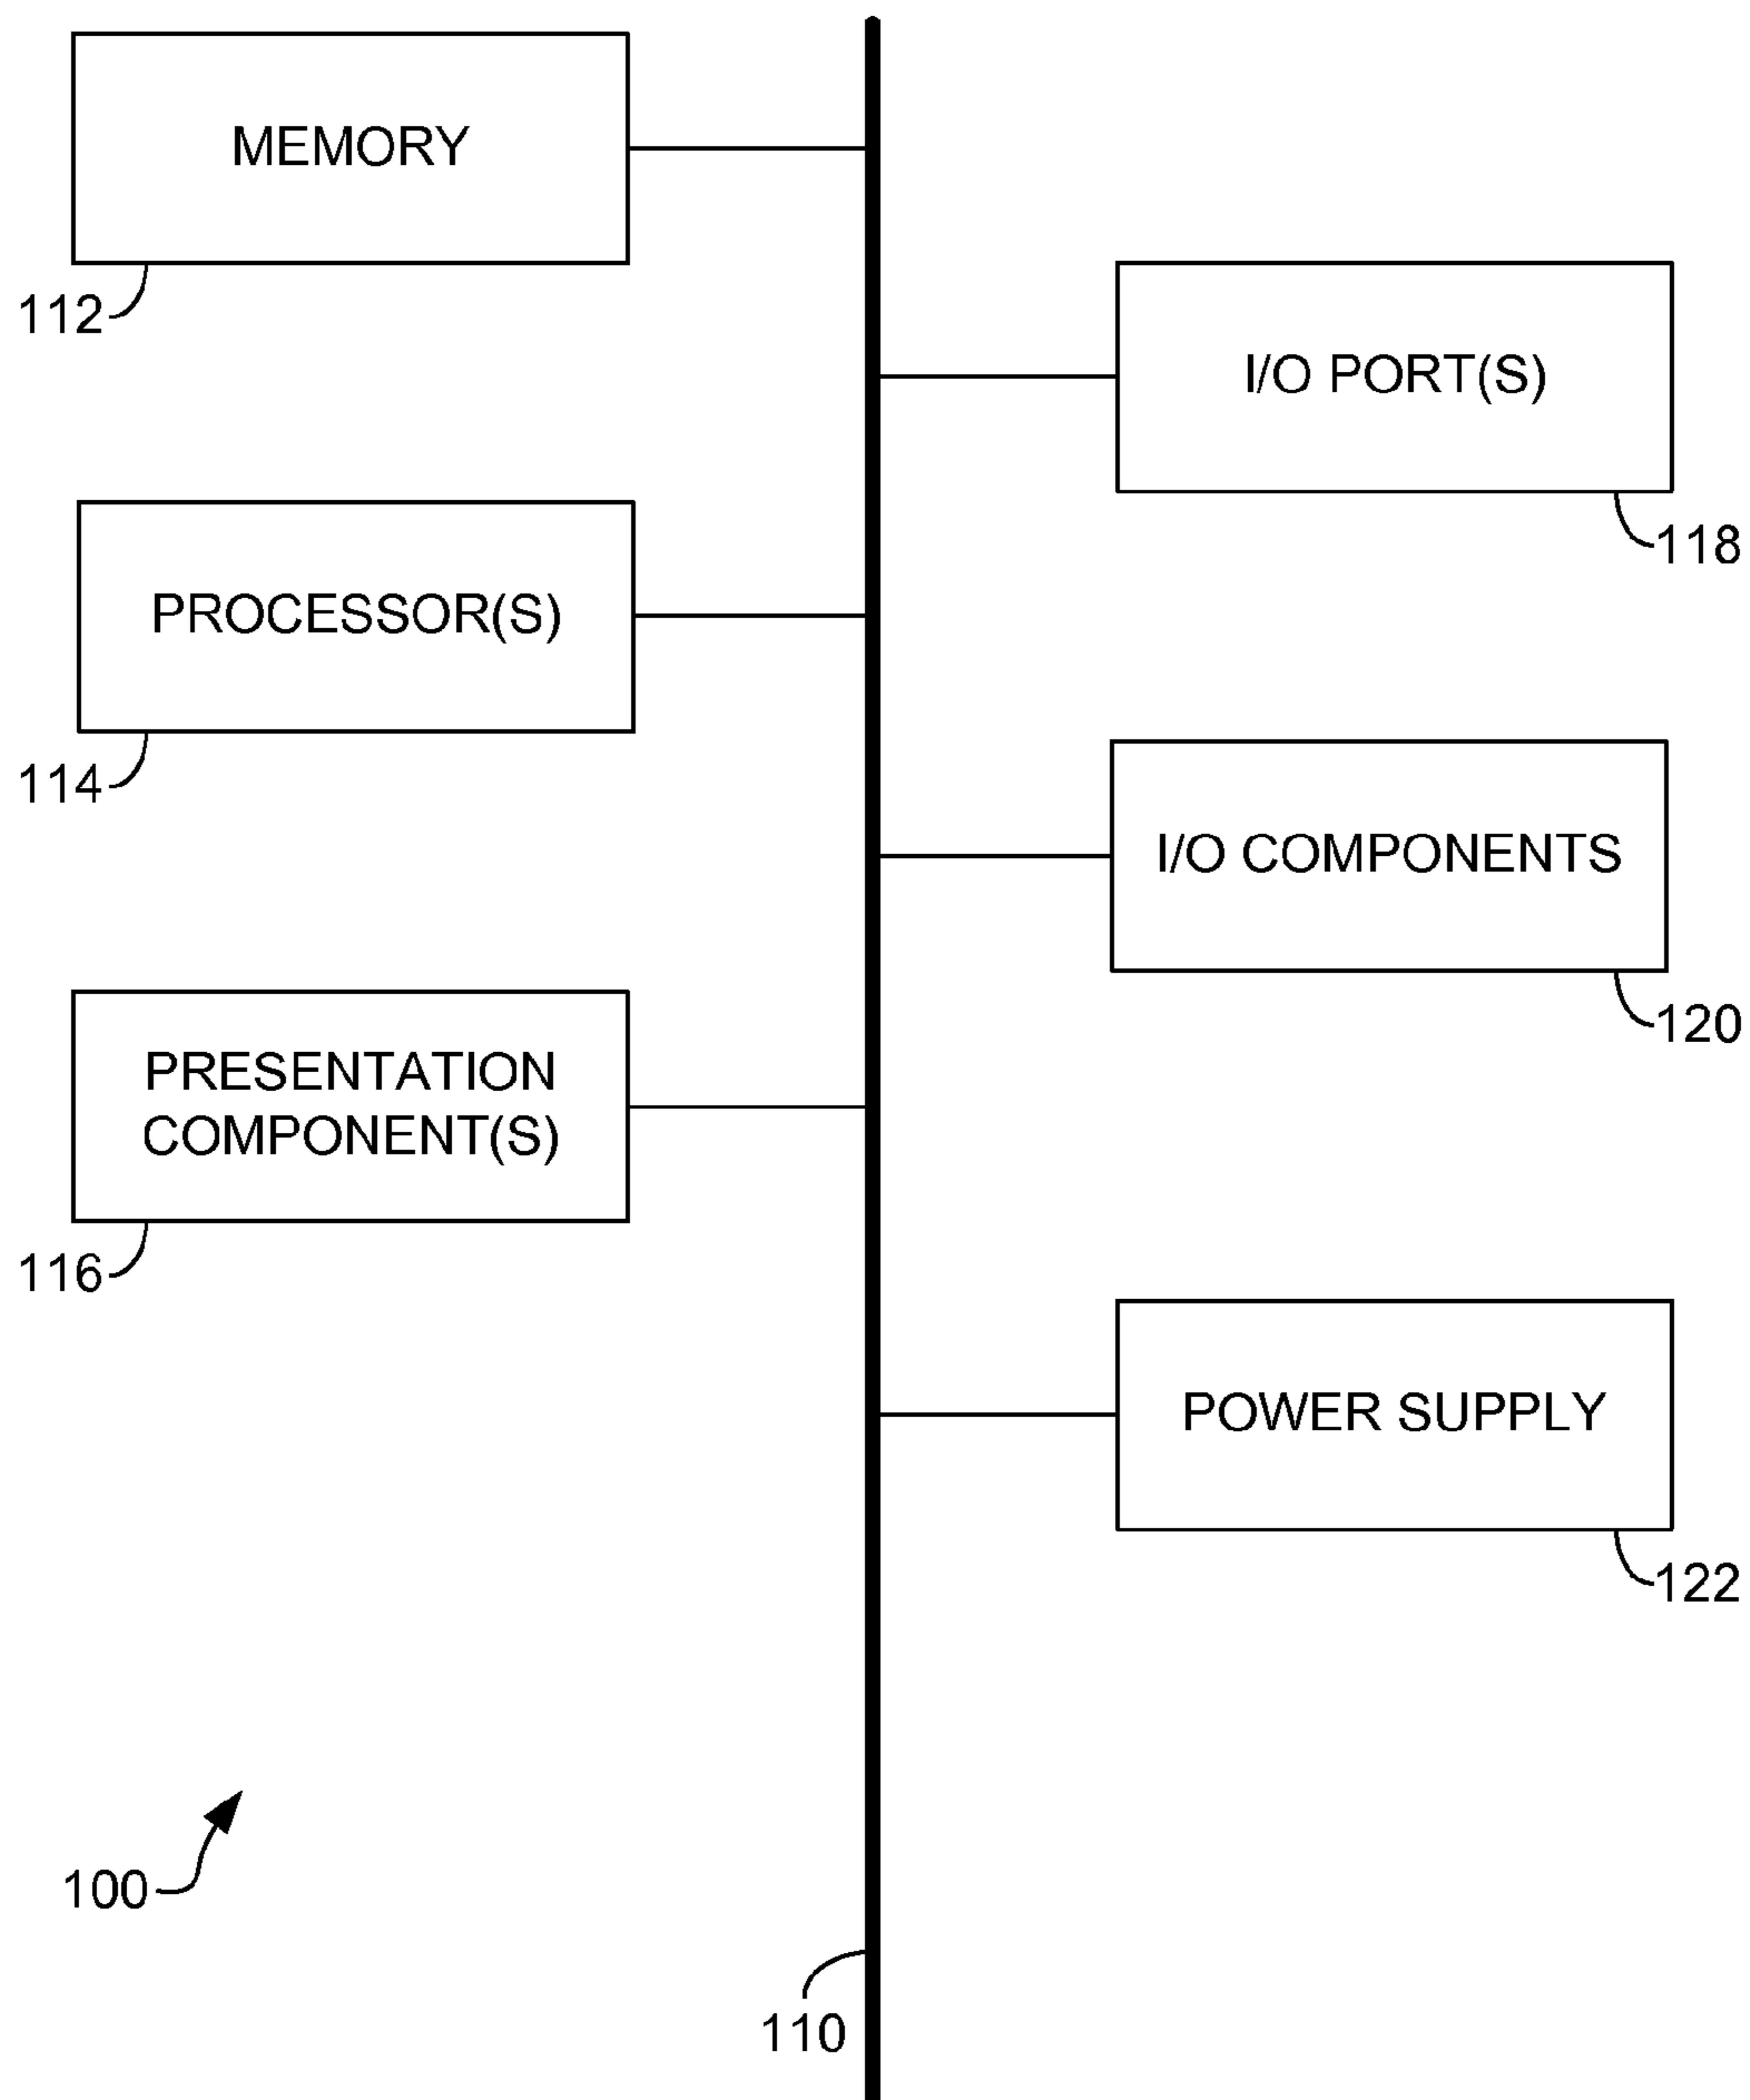 MEMORY
112
I/O PORT(S)
118
PROCESSOR(S)
114
I/O COMPONENTS
120
PRESENTATION
COMPONENT(S)
116
POWER SUPPLY
122
100
110